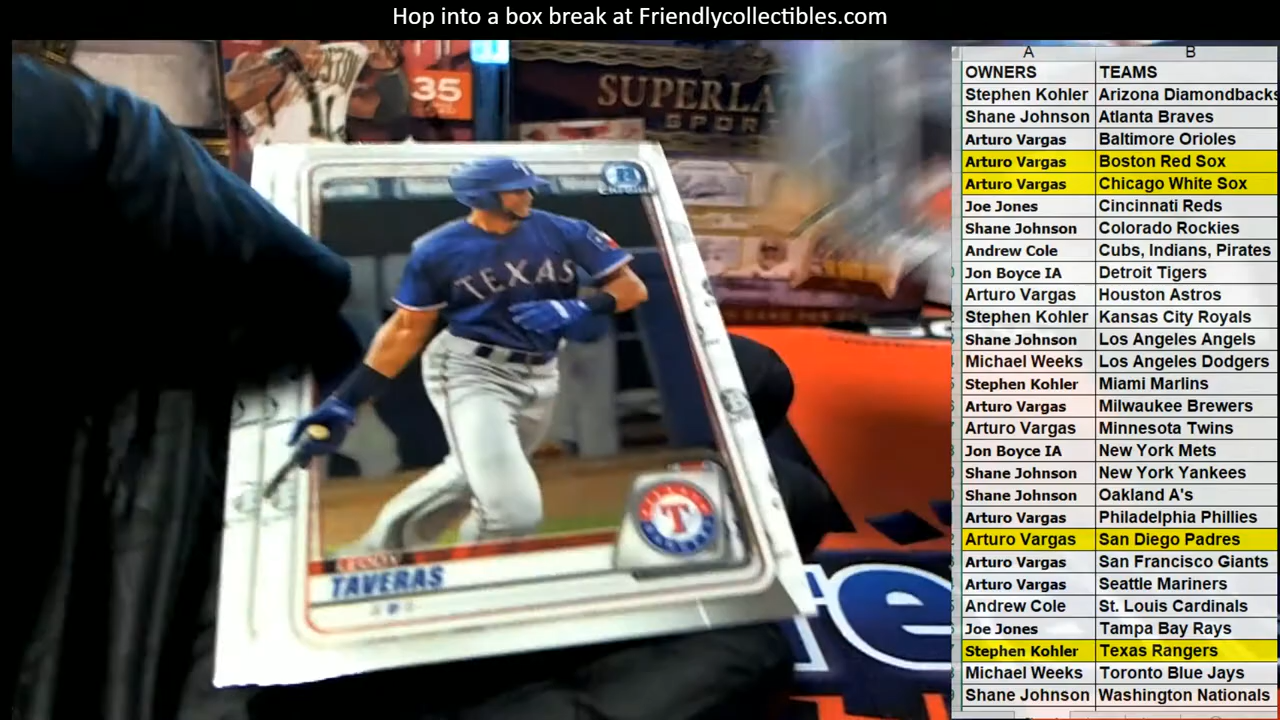 Hop into a box break at Friendlycollectibles.com
35
SUPERLA
SPORT
Chrome
TEXAS
T
TAVERAS
A B
OWNERS TEAMS
Stephen Kohler Arizona Diamondbacks
Shane Johnson Atlanta Braves
Arturo Vargas Baltimore Orioles
Arturo Vargas Boston Red Sox
Arturo Vargas Chicago White Sox
Joe Jones Cincinnati Reds
Shane Johnson Colorado Rockies
Andrew Cole Cubs, Indians, Pirates
Jon Boyce IA Detroit Tigers
Arturo Vargas Houston Astros
Stephen Kohler Kansas City Royals
Shane Johnson Los Angeles Angels
Michael Weeks Los Angeles Dodgers
Stephen Kohler Miami Marlins
Arturo Vargas Milwaukee Brewers
Arturo Vargas Minnesota Twins
Jon Boyce IA New York Mets
Shane Johnson New York Yankees
Shane Johnson Oakland A's
Arturo Vargas Philadelphia Phillies
Arturo Vargas San Diego Padres
Arturo Vargas San Francisco Giants
Arturo Vargas Seattle Mariners
Andrew Cole St. Louis Cardinals
Joe Jones Tampa Bay Rays
Stephen Kohler Texas Rangers
Michael Weeks Toronto Blue Jays
Shane Johnson Washington Nationals